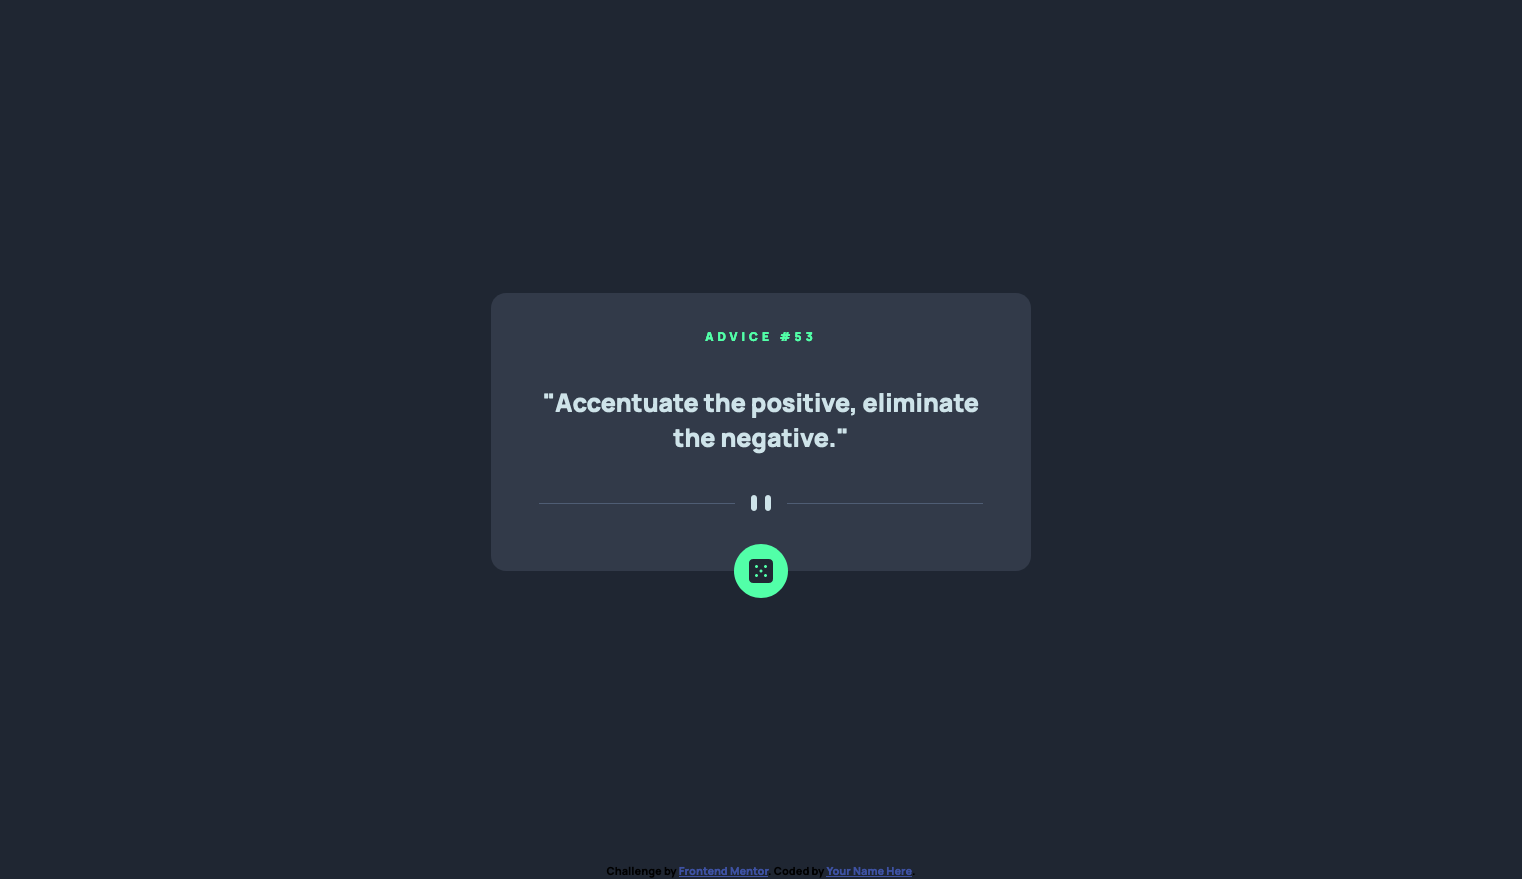 ADVICE #53
"Accentuate the positive, eliminate
the negative."
Challenge by Frontend Mentor. Coded by Your Name Here.